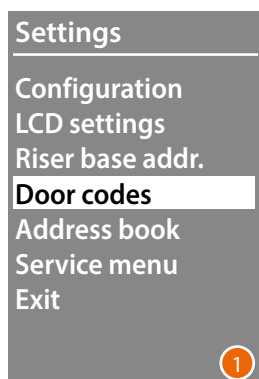 Settings
Configuration
LCD settings
Riser base addr.
Door codes
Address book
Service menu
Exit
1